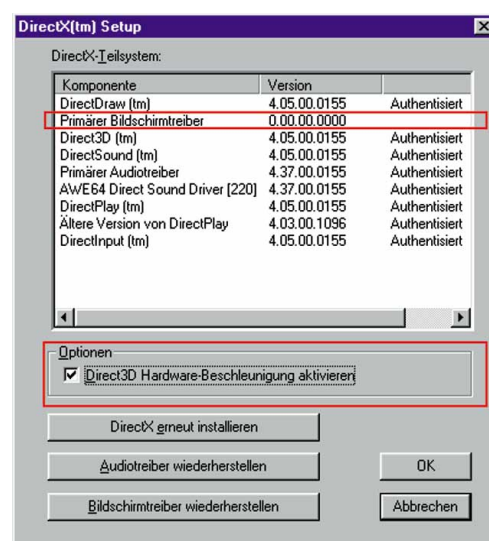 DirectX(tm) Setup
DirectX-Teilsystem:
Komponente Version
DirectDraw (tm) 4.05.00.0155 Authentisiert
Primärer Bildschirmtreiber 0.00.00.0000
Direct3D (tm) 4.05.00.0155 Authentisiert
DirectSound (tm) 4.05.00.0155 Authentisiert
Primärer Audiotreiber 4.37.00.0155 Authentisiert
AWE64 Direct Sound Driver [220] 4.37.00.0155 Authentisiert
DirectPlay (tm) 4.05.00.0155 Authentisiert
Ältere Version von DirectPlay 4.03.00.1096 Authentisiert
DirectInput (tm) 4.05.00.0155 Authentisiert
Optionen
Direct3D Hardware-Beschleunigung aktivieren
DirectX erneut installieren
Audiotreiber wiederherstellen
OK
Bildschirmtreiber wiederherstellen
Abbrechen